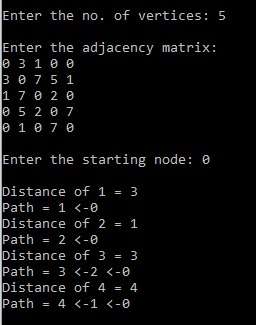 Enter the no. of vertices: 5
Enter the adjacency matrix:
0 3 1 0 0
3 0 7 5 1
1 7 0 2 0
0 5 2 0 7
0 1 0 7 0
Enter the starting node: 0
Distance of 1 = 3
Path = 1 <-0
Distance of 2 = 1
Path = 2 <-0
Distance of 3 = 3
Path = 3 <-2 <-0
Distance of 4 = 4
Path = 4 <-1 <-0